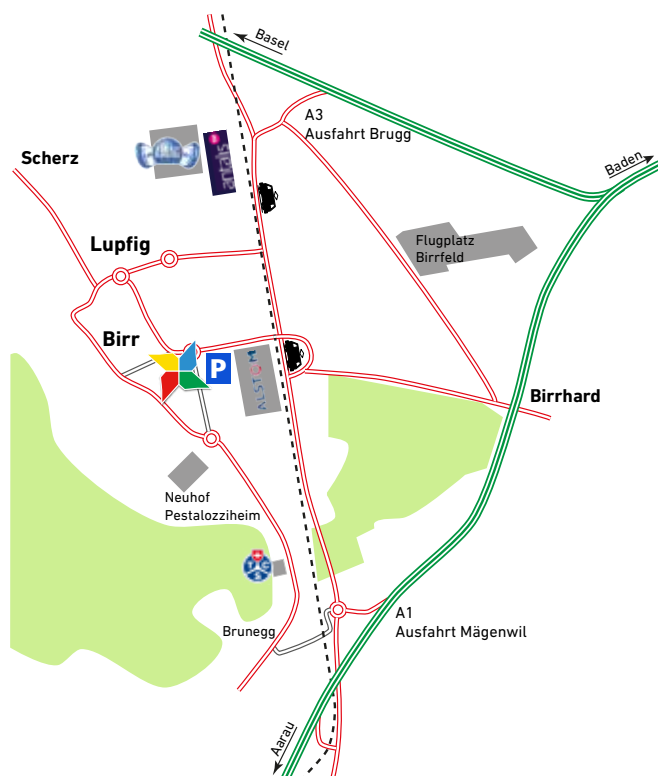 Basel
A3
Ausfahrt Brugg
Baden
antalis
Scherz
Flugplatz
Birrfeld
Lupfig
Birr
P
ALSTOM
Birrhard
Neuhof
Pestalozziheim
T C S
Brunegg
A1
Ausfahrt Mägenwil
Aarau